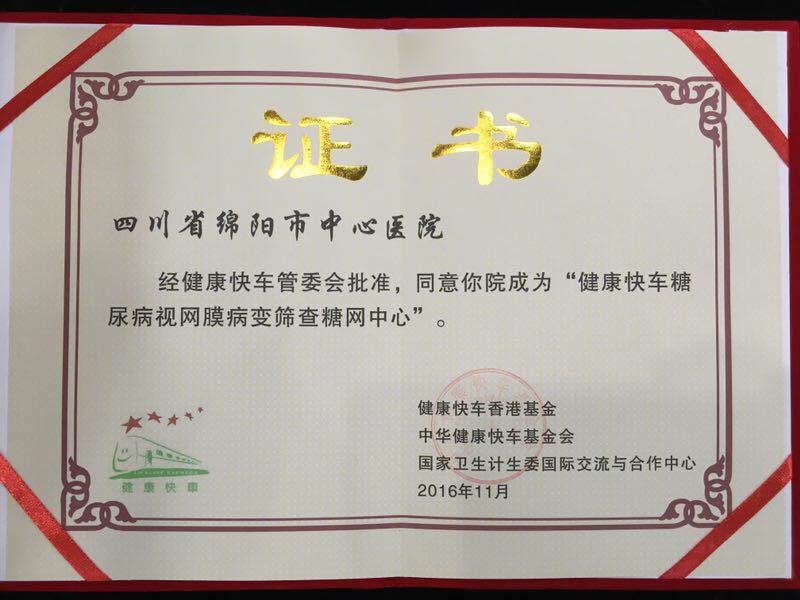 证书
四川省绵阳市中心医院
经健康快车管委会批准，同意你院成为“健康快车糖
尿病视网膜病变筛查糖网中心”。
健康快车香港基金
中华健康快车基金会
国家卫生计生委国际交流与合作中心
2016年11月
健康快車